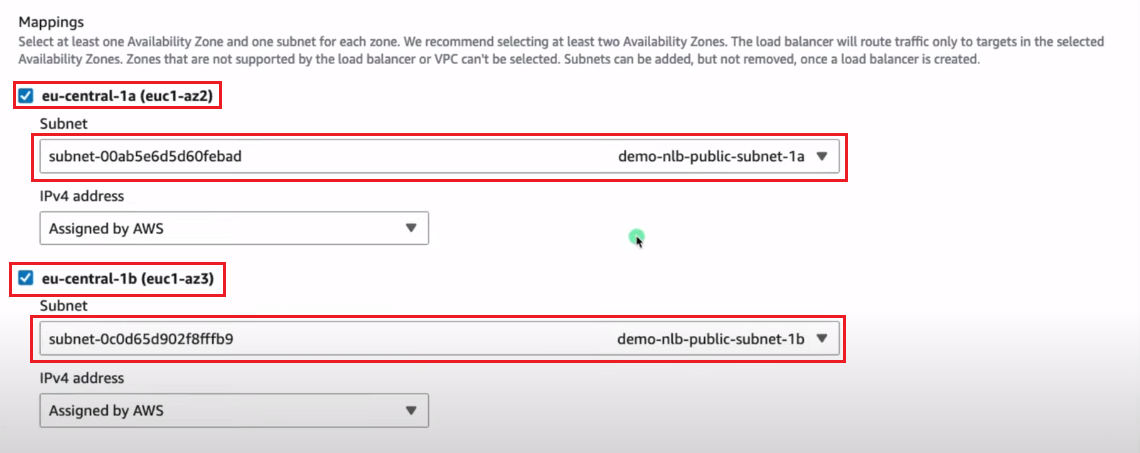 Mappings
Select at least one Availability Zone and one subnet for each zone. We recommend selecting at least two Availability Zones. The load balancer will route traffic only to targets in the selected
Availability Zones. Zones that are not supported by the load balancer or VPC can't be selected. Subnets can be added, but not removed, once a load balancer is created.
eu-central-1a (euc1-az2)
Subnet
subnet-00ab5e6d5d60febad demo-nlb-public-subnet-1a
IPv4 address
Assigned by AWS
eu-central-1b (euc1-az3)
Subnet
subnet-0c0d65d902f8fffb9 demo-nlb-public-subnet-1b
IPv4 address
Assigned by AWS